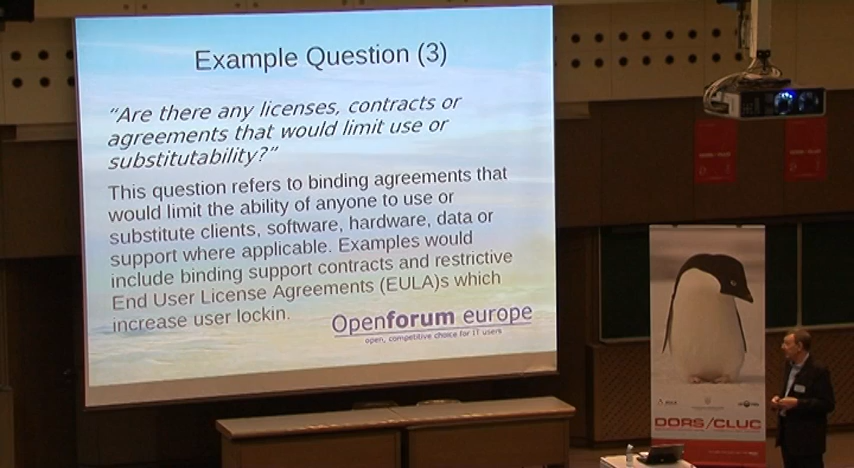 Example Question (3)
“Are there any licenses, contracts or
agreements that would limit use or
substitutability?”
This question refers to binding agreements that
would limit the ability of anyone to use or
substitute clients, software, hardware, data or
support where applicable. Examples would
include binding support contracts and restrictive
End User License Agreements (EULA)s which
increase user lockin.
Openforum europe
open, competitive choice for IT users
DORS/CLUC